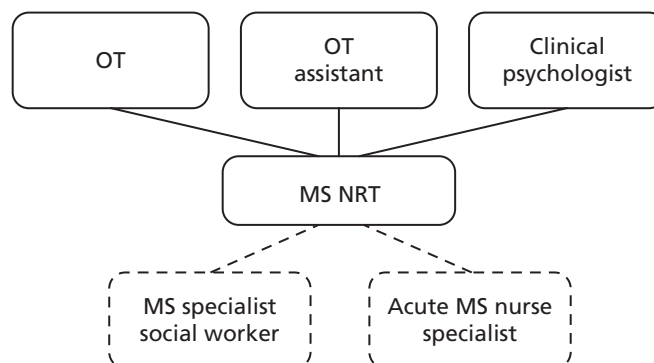 OT
OT
assistant
Clinical
psychologist
MS NRT
MS specialist
social worker
Acute MS nurse
specialist